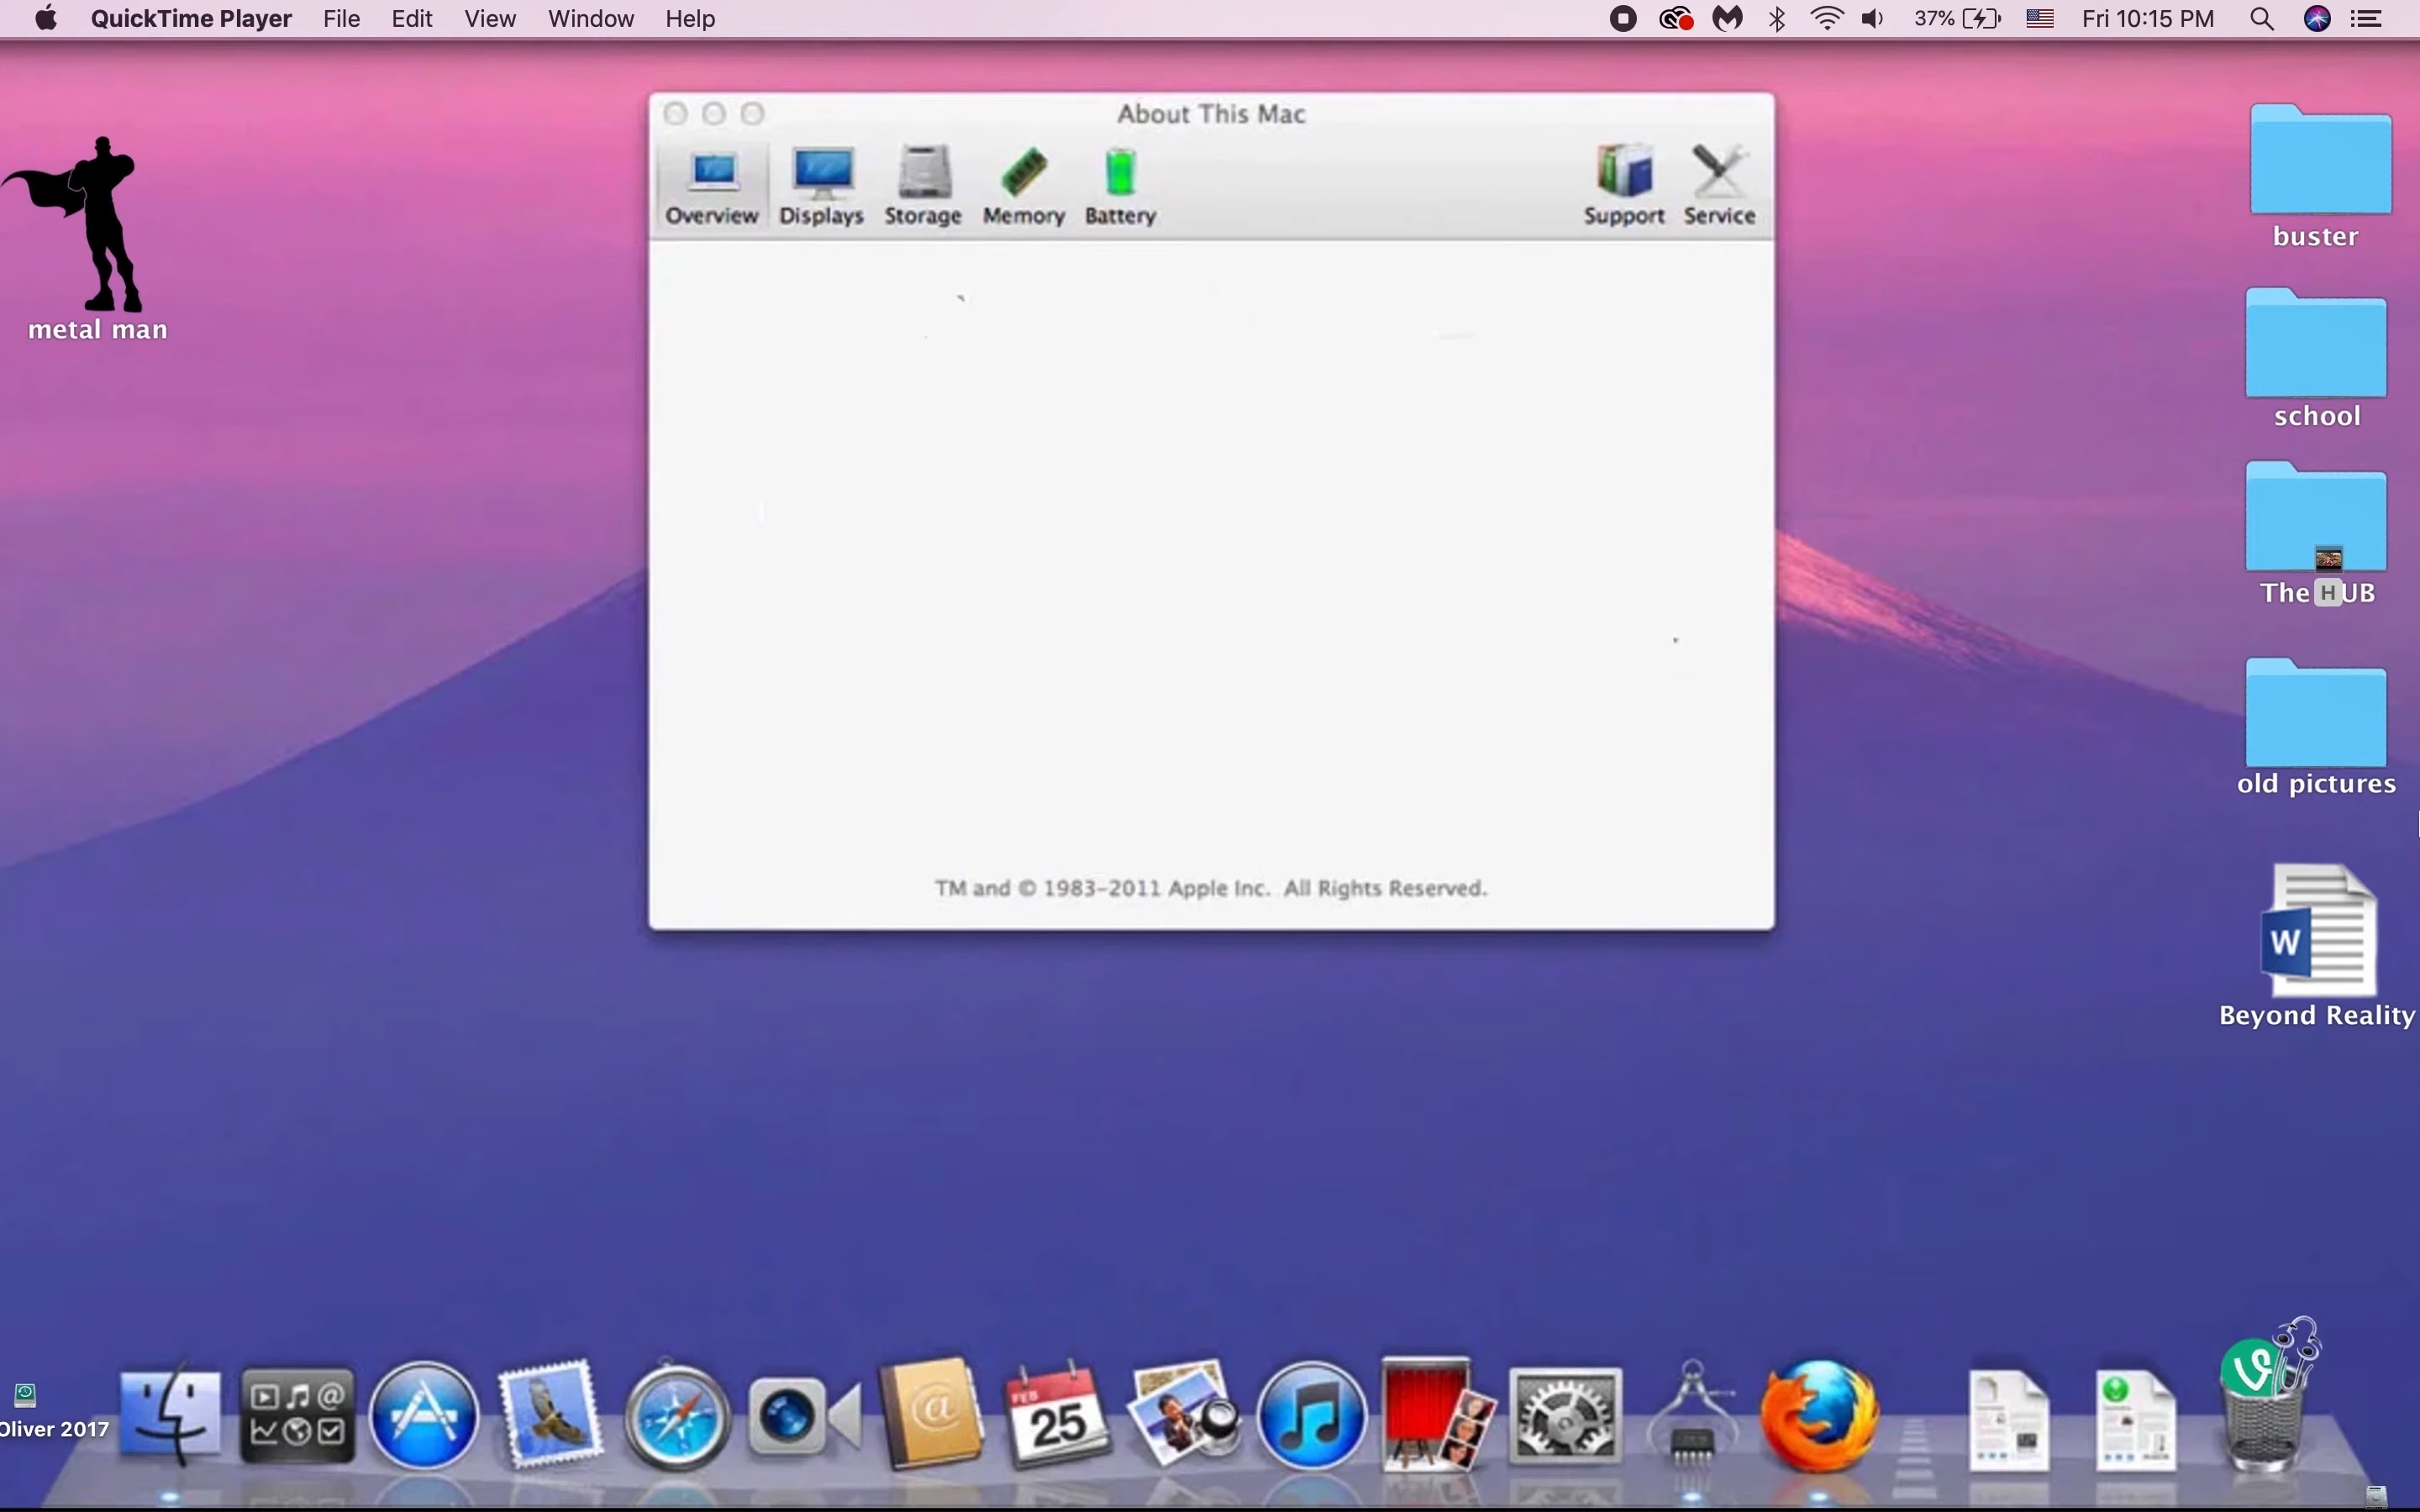 QuickTime Player File Edit View Window Help 37% Fri 10:15 PM
About This Mac
Overview Displays Storage Memory Battery Support Service
TM and © 1983–2011 Apple Inc. All Rights Reserved.
metal man
buster
school
The HUB
old pictures
W
Beyond Reality
Oliver 2017
@
@
FEB
25